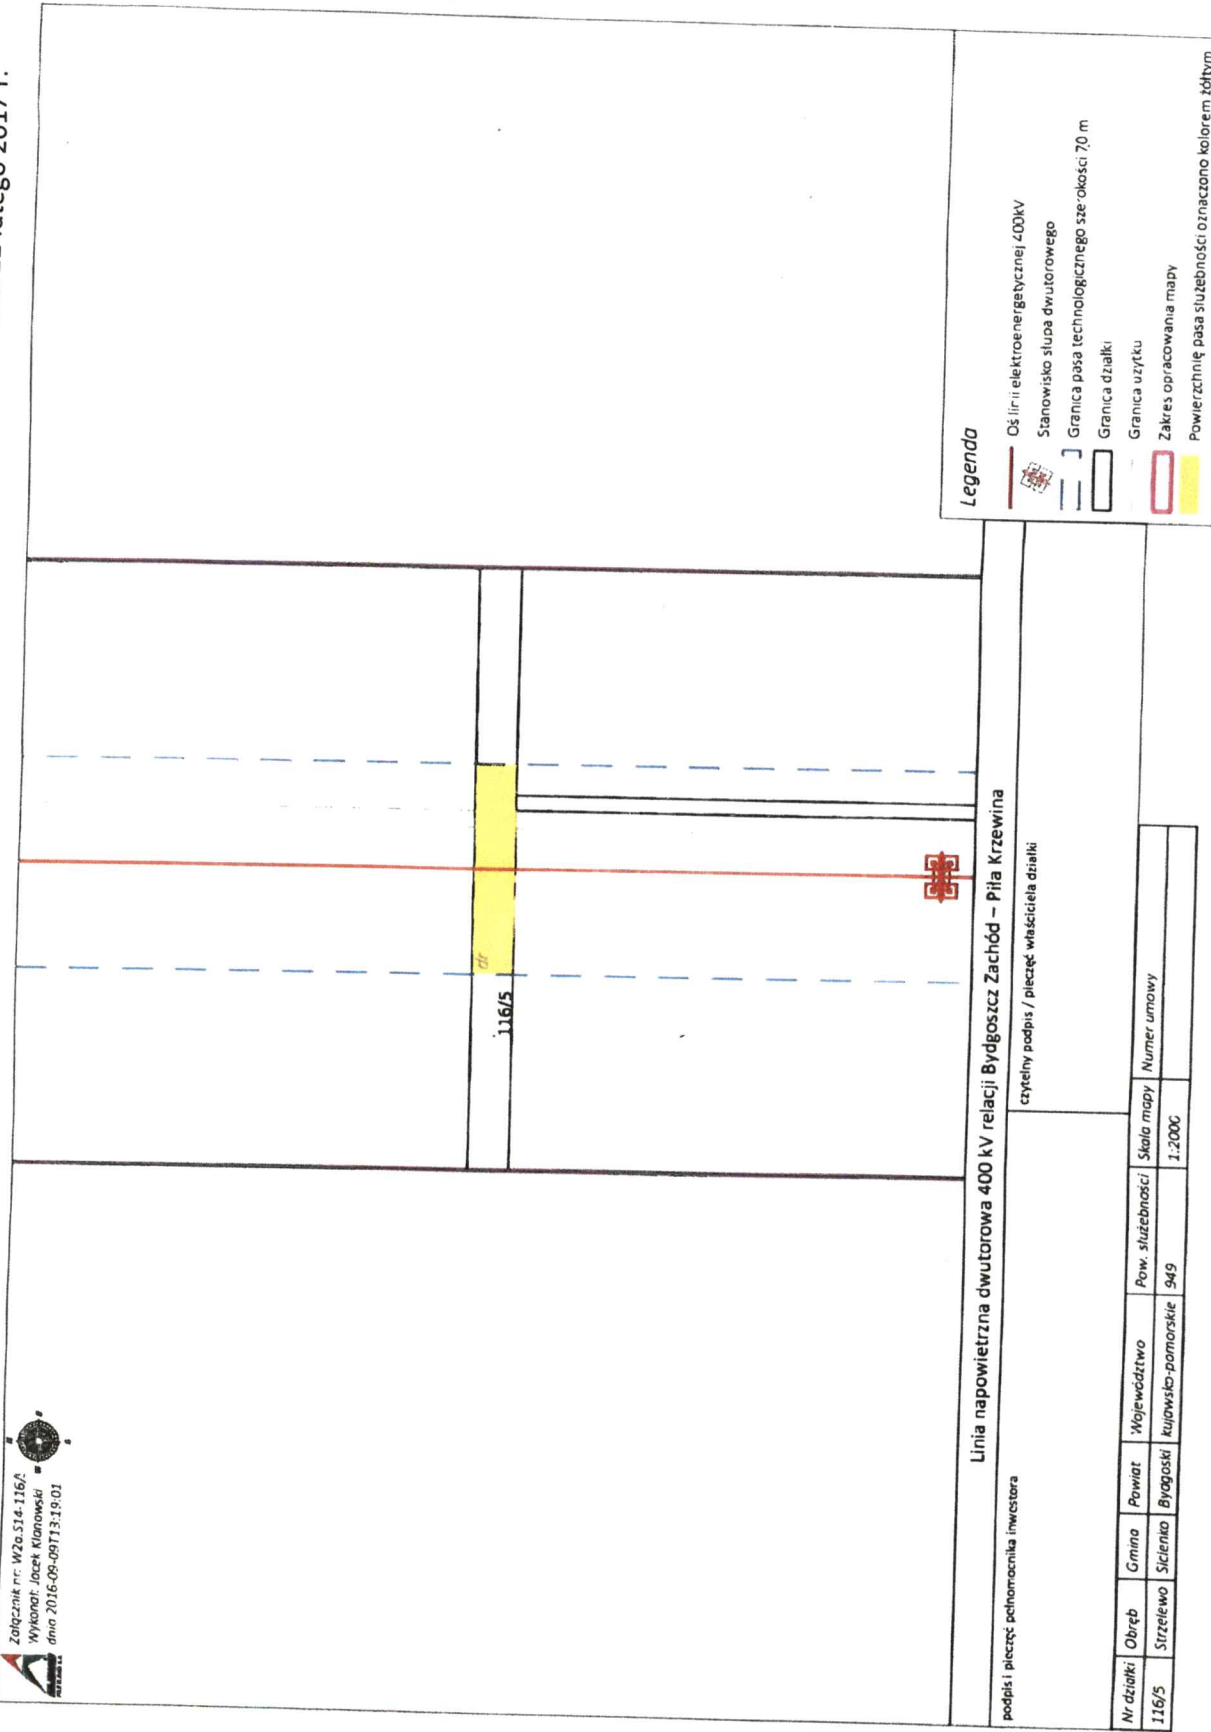 Załącznik nr: W2a.S14-116/
Wykonał: Jacek Klanowski
dnia 2016-09-09T13:19:01
2017 r.
dr
116/5
Linia napowietrzna dwutorowa 400 kV relacji Bydgoszcz Zachód – Piła Krzewina
podpis i pieczęć pełnomocnika inwestora
czytelny podpis / pieczęć właściciela działki
Nr działki Obręb Gmina Powiat Województwo Pow. służebności Skala mapy Numer umowy
116/5 Strzelewo Sicienko Bydgoski kujawsko-pomorskie 949 1:2000
Legenda
Oś linii elektroenergetycznej 400kV
Stanowisko słupa dwutorowego
Granica pasa technologicznego szerokości 70 m
Granica działki
Granica użytku
Zakres opracowania mapy
Powierzchnię pasa służebności oznaczono kolorem żółtym